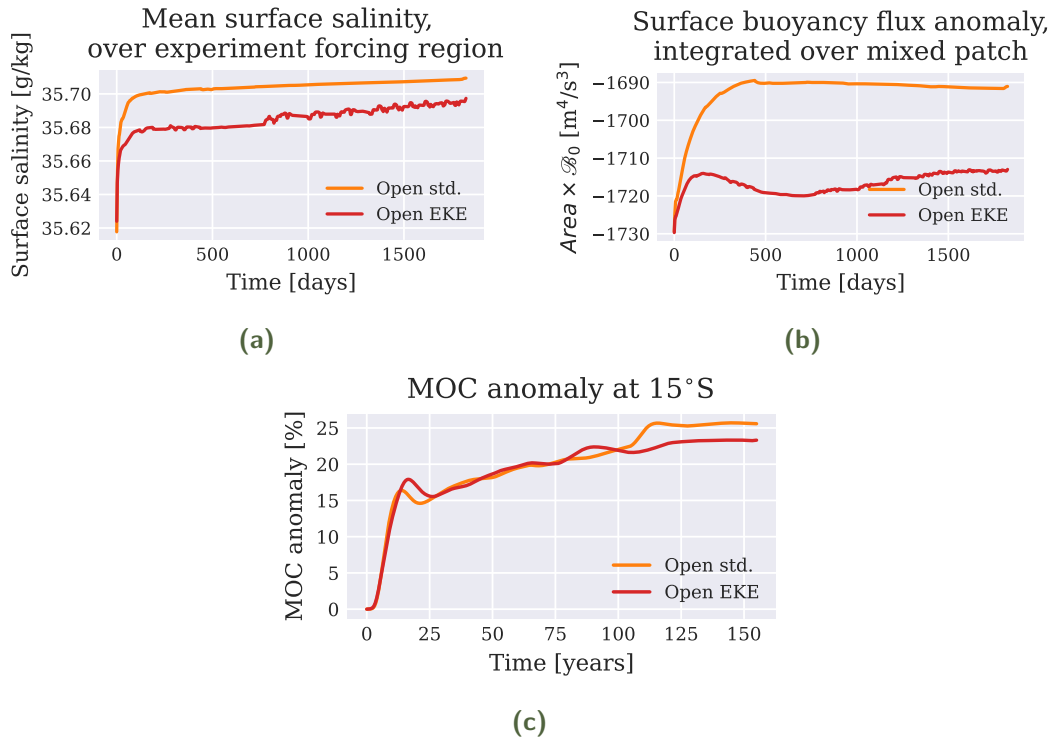 Mean surface salinity,
over experiment forcing region
Surface salinity [g/kg]
35.70
35.68
35.66
35.64
35.62
Open std.
Open EKE
0
500
1000
1500
Time [days]
(a)
Surface buoyancy flux anomaly,
integrated over mixed patch
Area × ℬ₀ [m⁴/s³]
−1690
−1700
−1710
−1720
−1730
Open std.
Open EKE
0
500
1000
1500
Time [days]
(b)
MOC anomaly at 15°S
MOC anomaly [%]
25
20
15
10
5
0
Open std.
Open EKE
0
25
50
75
100
125
150
Time [years]
(c)